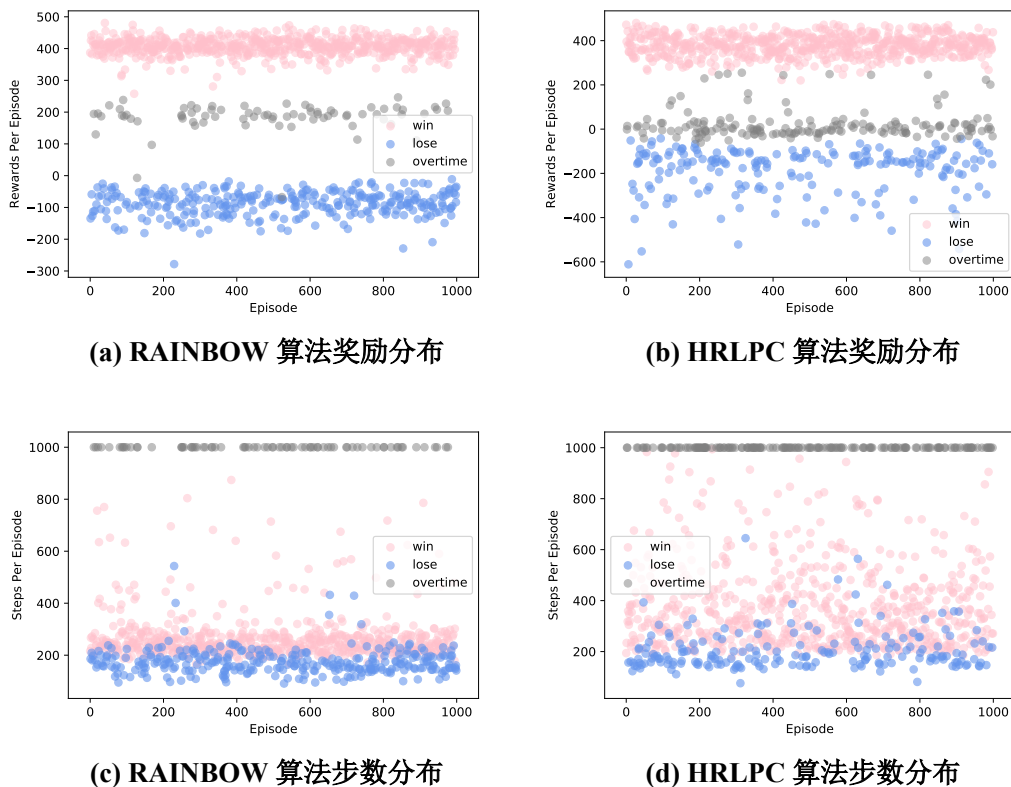 500
400
300
200
100
0
−100
−200
−300
Rewards Per Episode
win
lose
overtime
0 200 400 600 800 1000
Episode
(a) RAINBOW 算法奖励分布
400
200
0
−200
−400
−600
Rewards Per Episode
win
lose
overtime
0 200 400 600 800 1000
Episode
(b) HRLPC 算法奖励分布
1000
800
600
400
200
Steps Per Episode
win
lose
overtime
0 200 400 600 800 1000
Episode
(c) RAINBOW 算法步数分布
1000
800
600
400
200
Steps Per Episode
win
lose
overtime
0 200 400 600 800 1000
Episode
(d) HRLPC 算法步数分布